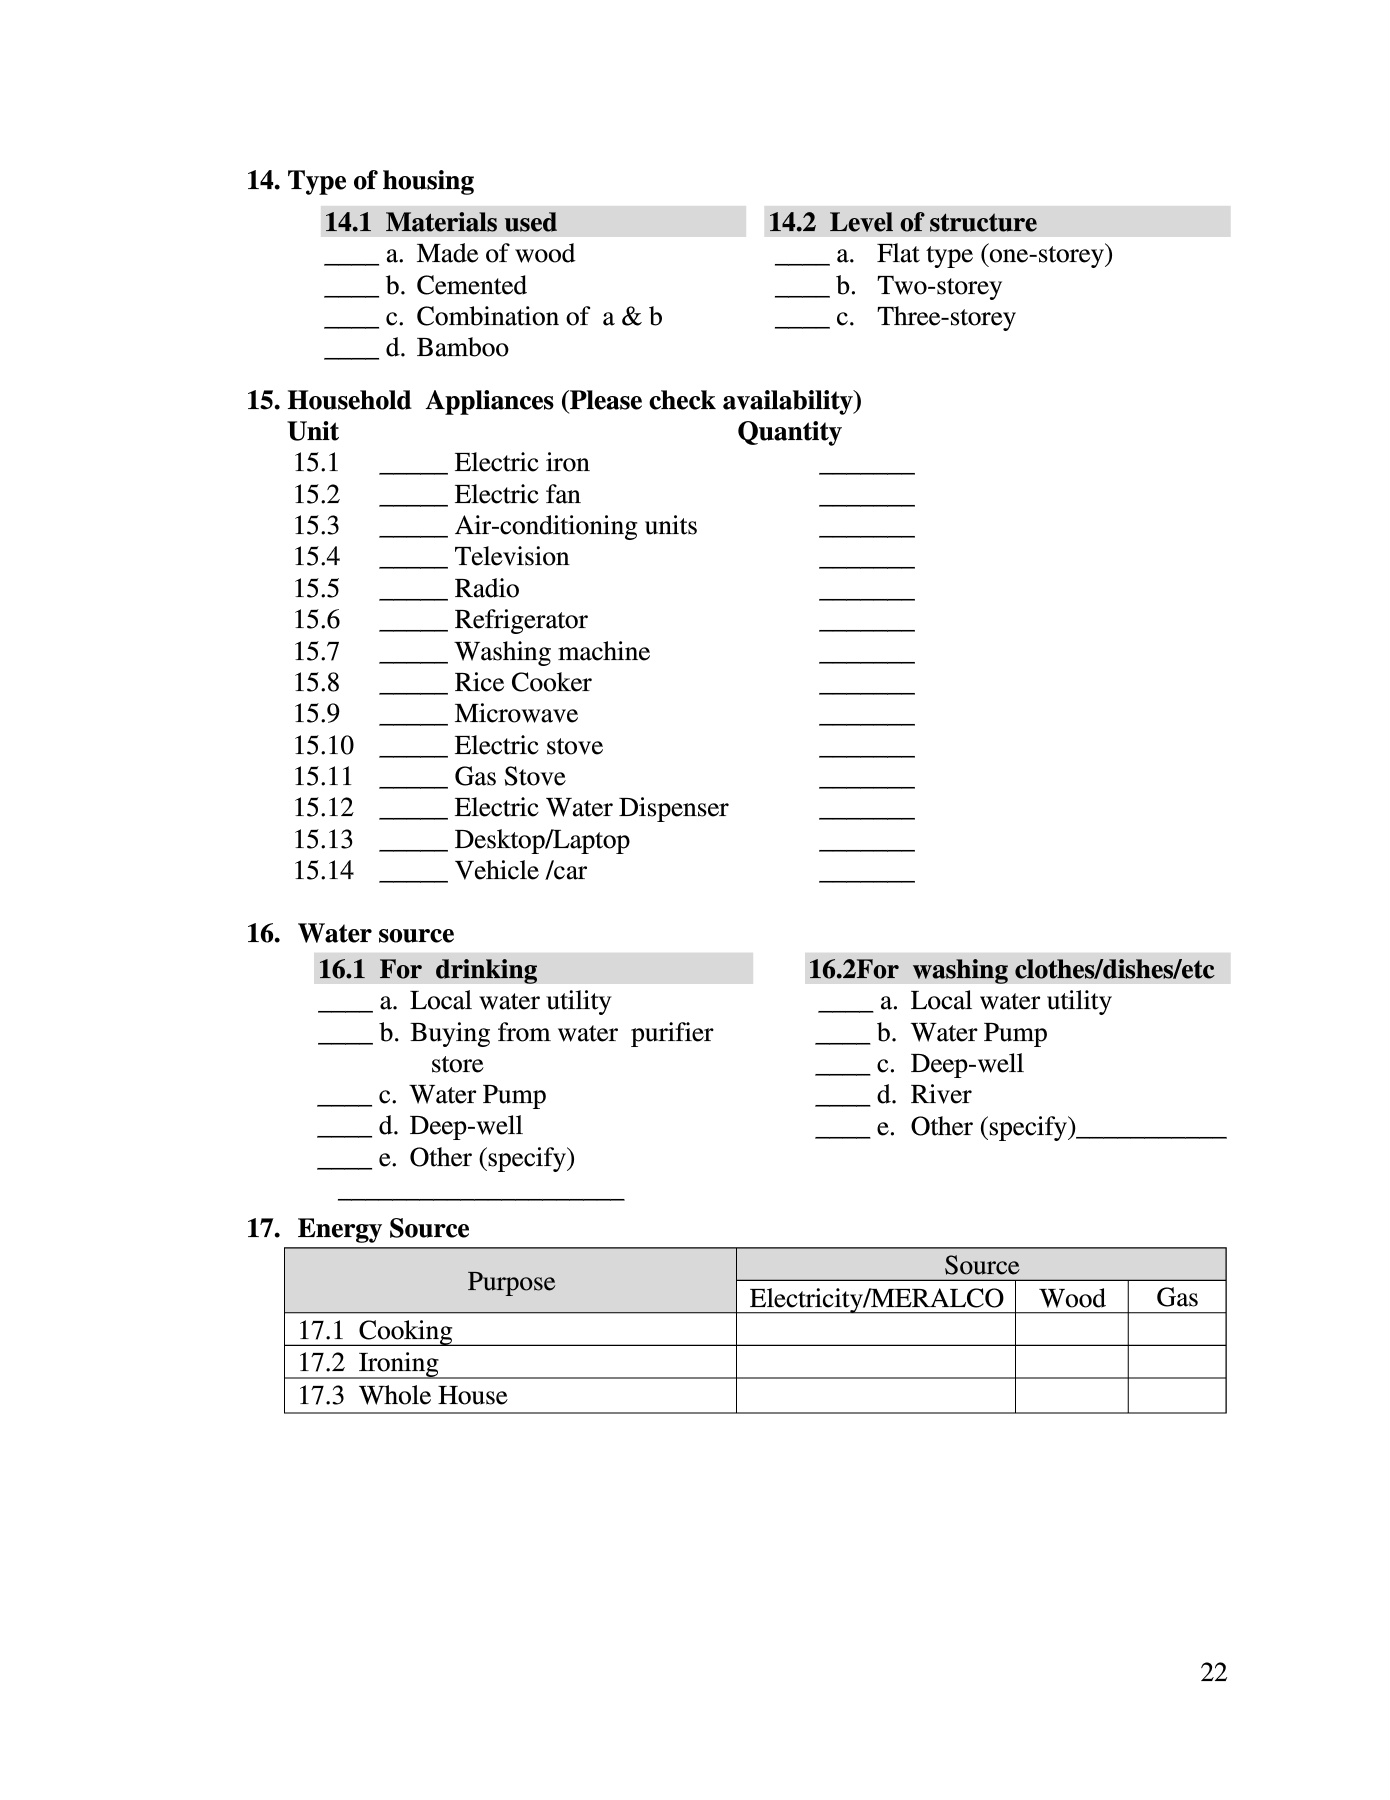 14. Type of housing
14.1 Materials used
____ a. Made of wood
____ b. Cemented
____ c. Combination of a & b
____ d. Bamboo
14.2 Level of structure
____ a. Flat type (one-storey)
____ b. Two-storey
____ c. Three-storey
15. Household Appliances (Please check availability)
Unit Quantity
15.1 _____ Electric iron _______
15.2 _____ Electric fan _______
15.3 _____ Air-conditioning units _______
15.4 _____ Television _______
15.5 _____ Radio _______
15.6 _____ Refrigerator _______
15.7 _____ Washing machine _______
15.8 _____ Rice Cooker _______
15.9 _____ Microwave _______
15.10 _____ Electric stove _______
15.11 _____ Gas Stove _______
15.12 _____ Electric Water Dispenser _______
15.13 _____ Desktop/Laptop _______
15.14 _____ Vehicle /car _______
16. Water source
16.1 For drinking
____ a. Local water utility
____ b. Buying from water purifier
store
____ c. Water Pump
____ d. Deep-well
____ e. Other (specify)
_____________________
16.2For washing clothes/dishes/etc
____ a. Local water utility
____ b. Water Pump
____ c. Deep-well
____ d. River
____ e. Other (specify)___________
17. Energy Source
Purpose
Source
Electricity/MERALCO Wood Gas
17.1 Cooking
17.2 Ironing
17.3 Whole House
22